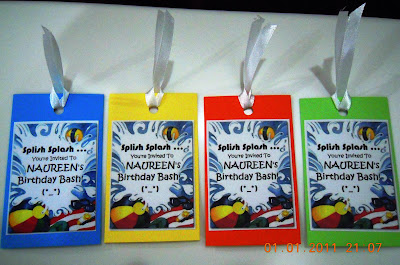 Splish Splash ...
You're Invited To
NAUREEN's
Birthday Bash!
(*_*)
Splish Splash ...
You're Invited To
NAUREEN's
Birthday Bash!
(*_*)
Splish Splash ...
You're Invited To
NAUREEN's
Birthday Bash!
(*_*)
Splish Splash ...
You're Invited To
NAUREEN's
Birthday Bash!
(*_*)
01.01.2011 21:07